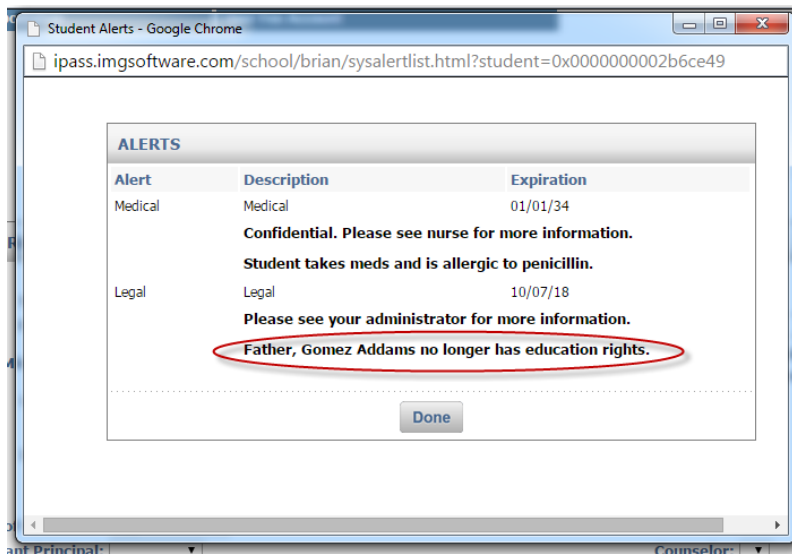 Student Alerts - Google Chrome
ipass.imgsoftware.com/school/brian/sysalertlist.html?student=0x0000000002b6ce49
ALERTS
Alert Description Expiration
Medical Medical 01/01/34
Confidential. Please see nurse for more information.
Student takes meds and is allergic to penicillin.
Legal Legal 10/07/18
Please see your administrator for more information.
Father, Gomez Addams no longer has education rights.
Done
ant Principal: Counselor: